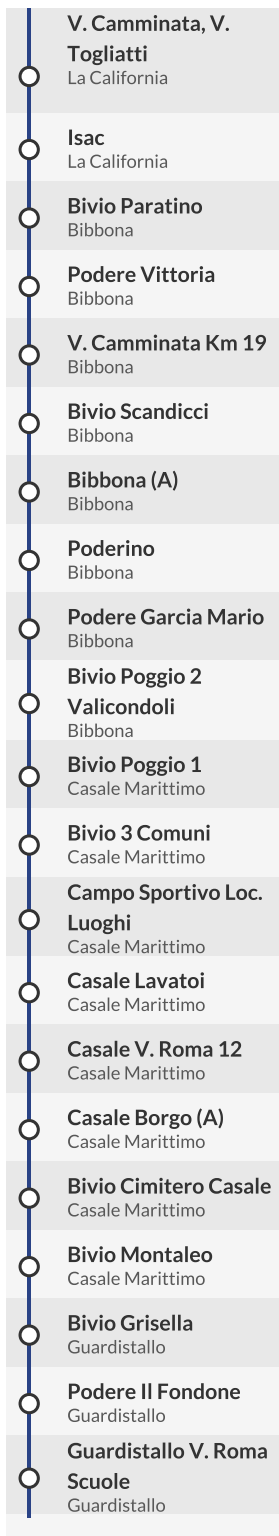 V. Camminata, V.
Togliatti
La California
Isac
La California
Bivio Paratino
Bibbona
Podere Vittoria
Bibbona
V. Camminata Km 19
Bibbona
Bivio Scandicci
Bibbona
Bibbona (A)
Bibbona
Poderino
Bibbona
Podere Garcia Mario
Bibbona
Bivio Poggio 2
Valicondoli
Bibbona
Bivio Poggio 1
Casale Marittimo
Bivio 3 Comuni
Casale Marittimo
Campo Sportivo Loc.
Luoghi
Casale Marittimo
Casale Lavatoi
Casale Marittimo
Casale V. Roma 12
Casale Marittimo
Casale Borgo (A)
Casale Marittimo
Bivio Cimitero Casale
Casale Marittimo
Bivio Montaleo
Casale Marittimo
Bivio Grisella
Guardistallo
Podere Il Fondone
Guardistallo
Guardistallo V. Roma
Scuole
Guardistallo